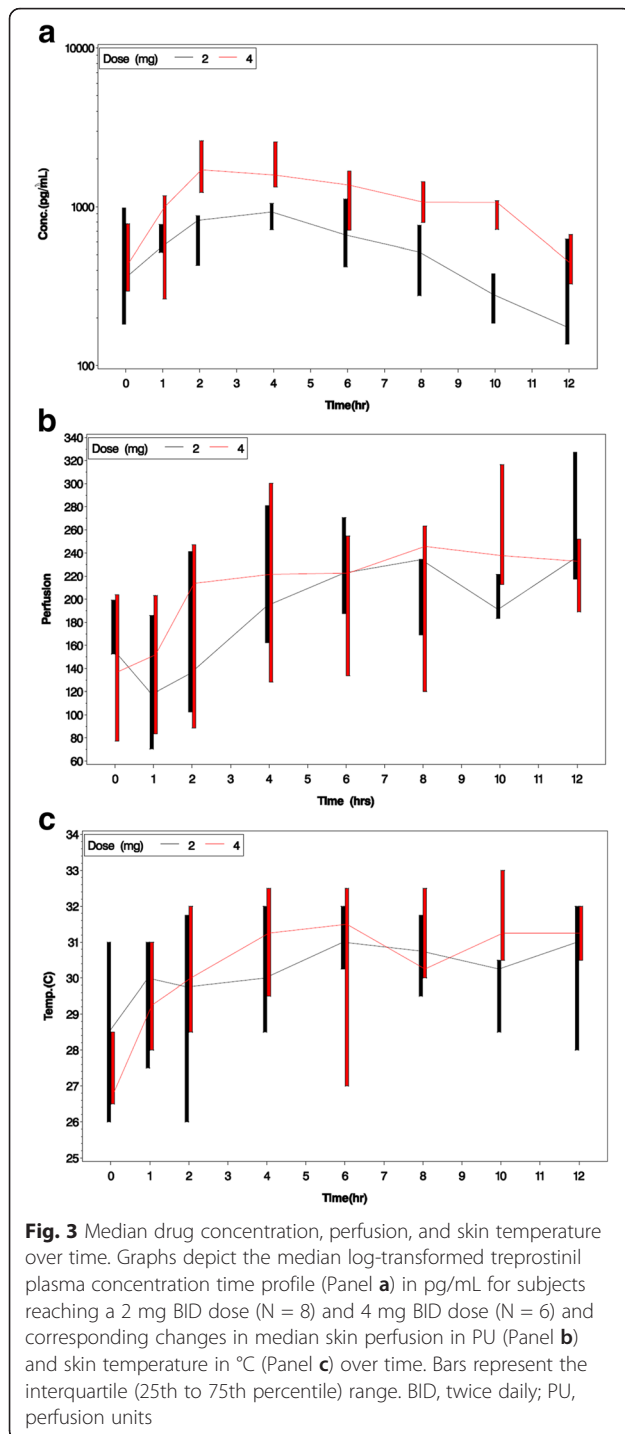 a
Dose (mg) 2 4
10000
1000
100
Conc.(pg/mL)
0 1 2 3 4 5 6 7 8 9 10 11 12
Time(hr)
b
Dose (mg) 2 4
340
320
300
280
260
240
220
200
180
160
140
120
100
80
60
Perfusion
0 1 2 3 4 5 6 7 8 9 10 11 12
Time (hrs)
c
Dose (mg) 2 4
34
33
32
31
30
29
28
27
26
25
Temp.(C)
0 1 2 3 4 5 6 7 8 9 10 11 12
Time(hr)
Fig. 3 Median drug concentration, perfusion, and skin temperature
over time. Graphs depict the median log-transformed treprostinil
plasma concentration time profile (Panel a) in pg/mL for subjects
reaching a 2 mg BID dose (N = 8) and 4 mg BID dose (N = 6) and
corresponding changes in median skin perfusion in PU (Panel b)
and skin temperature in °C (Panel c) over time. Bars represent the
interquartile (25th to 75th percentile) range. BID, twice daily; PU,
perfusion units